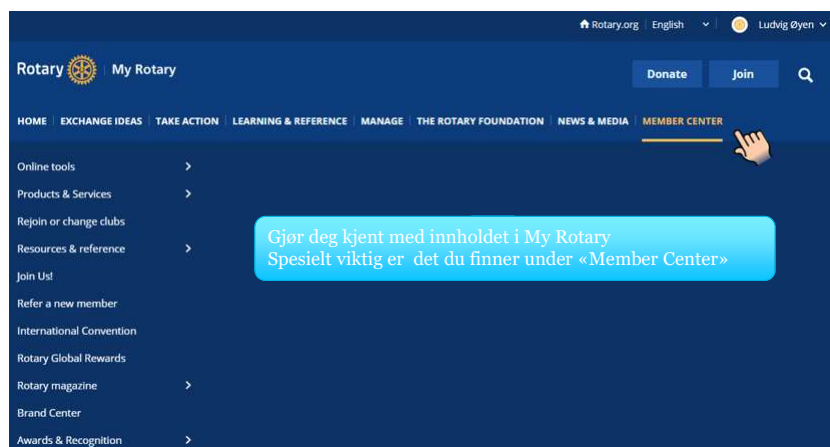 Rotary.org English Ludvig Øyen
Rotary My Rotary
Donate Join
HOME EXCHANGE IDEAS TAKE ACTION LEARNING & REFERENCE MANAGE THE ROTARY FOUNDATION NEWS & MEDIA MEMBER CENTER
Online tools
Products & Services
Rejoin or change clubs
Resources & reference
Join Us!
Refer a new member
International Convention
Rotary Global Rewards
Rotary magazine
Brand Center
Awards & Recognition
Gjør deg kjent med innholdet i My Rotary
Spesielt viktig er det du finner under «Member Center»